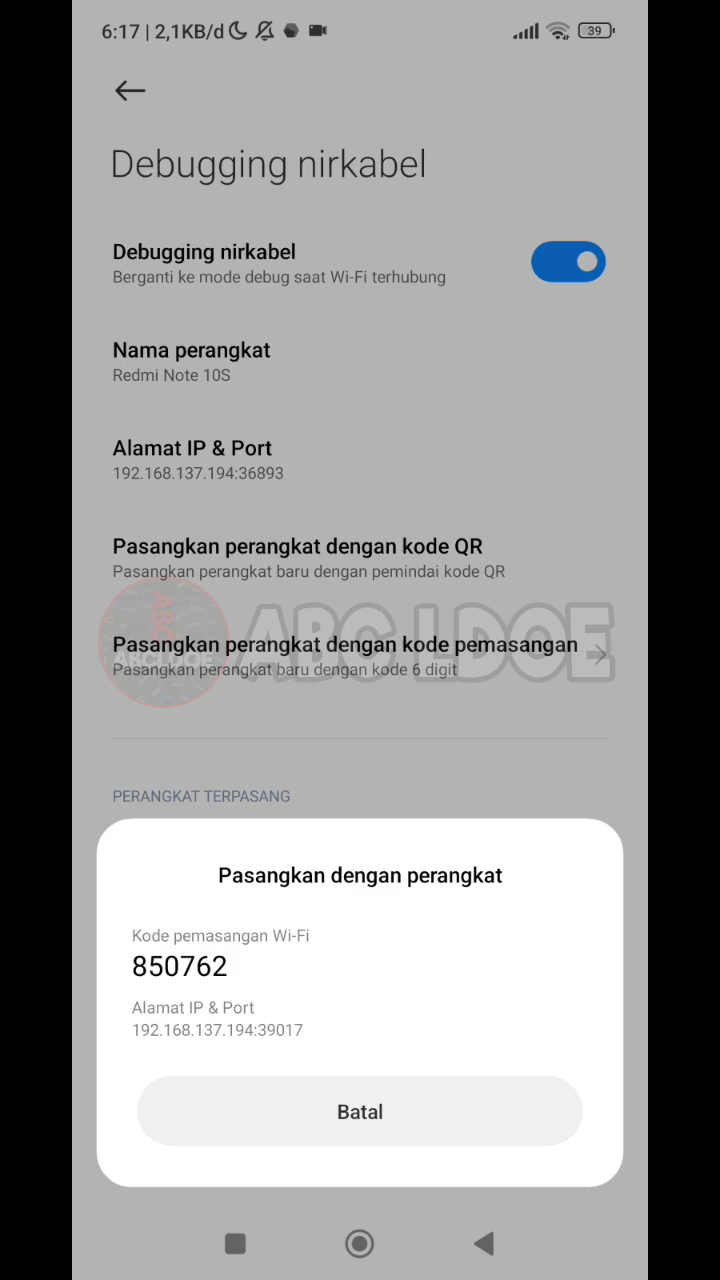 6:17 | 2,1KB/d
39
Debugging nirkabel
Debugging nirkabel
Berganti ke mode debug saat Wi-Fi terhubung
Nama perangkat
Redmi Note 10S
Alamat IP & Port
192.168.137.194:36893
Pasangkan perangkat dengan kode QR
Pasangkan perangkat baru dengan pemindai kode QR
ABC
ABC LDOE
ABCLDOE
Pasangkan perangkat dengan kode pemasangan
Pasangkan perangkat baru dengan kode 6 digit
PERANGKAT TERPASANG
Pasangkan dengan perangkat
Kode pemasangan Wi-Fi
850762
Alamat IP & Port
192.168.137.194:39017
Batal